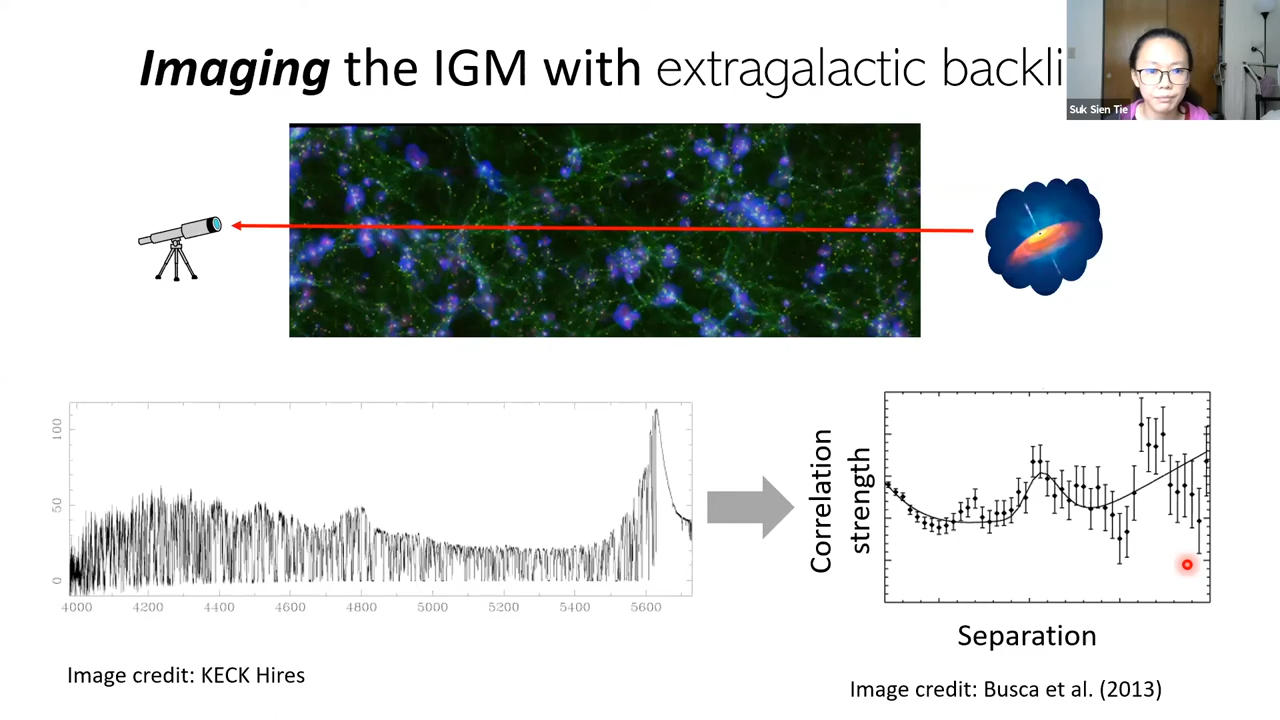 Imaging the IGM with extragalactic backli
Suk Sien Tie
100
50
0
4000 4200 4400 4600 4800 5000 5200 5400 5600
Correlation
strength
Separation
Image credit: KECK Hires
Image credit: Busca et al. (2013)